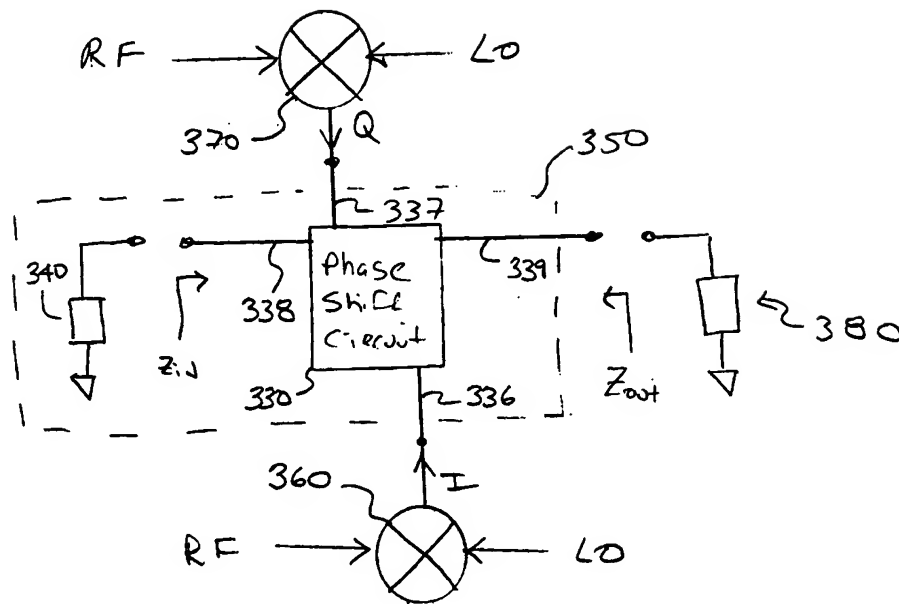 RF
LO
370
Q
350
337
340
338
Phase
Shift
Circuit
339
380
Zin
330
336
Zout
360
I
RF
LO